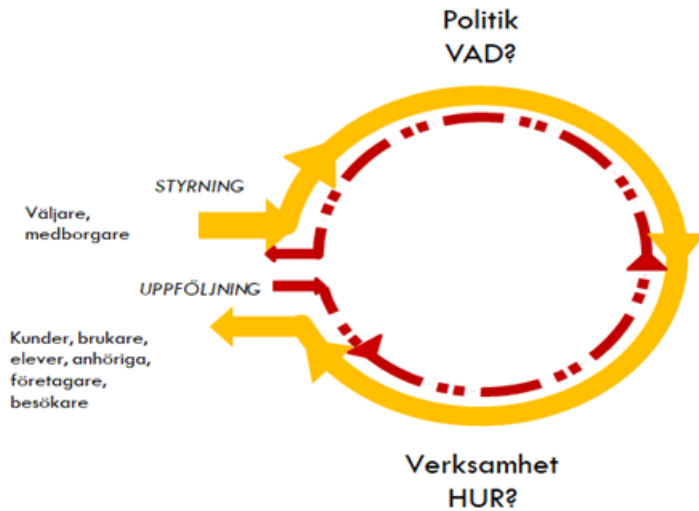 Politik
VAD?
STYRNING
Väljare,
medborgare
UPPFÖLJNING
Kunder, brukare,
elever, anhöriga,
företagare,
besökare
Verksamhet
HUR?